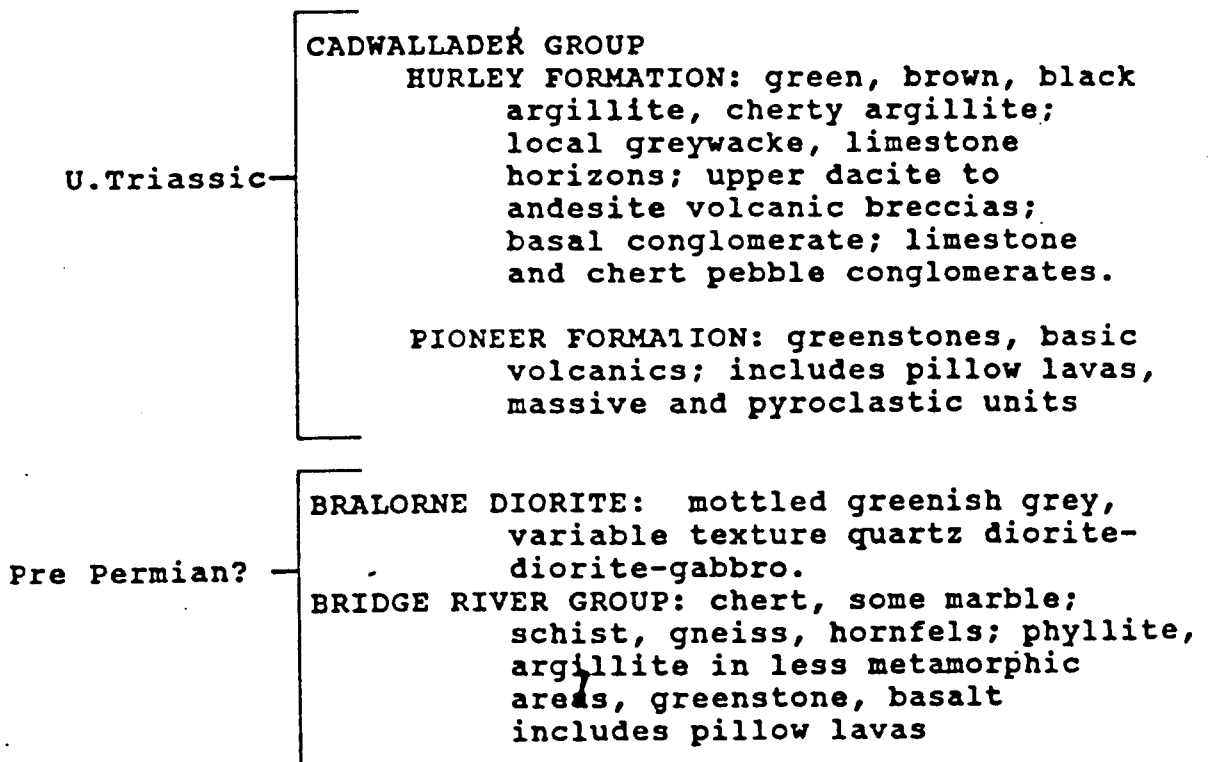 CADWALLADER GROUP
HURLEY FORMATION: green, brown, black
argillite, cherty argillite;
local greywacke, limestone
U.Triassic
horizons; upper dacite to
andesite volcanic breccias;
basal conglomerate; limestone
and chert pebble conglomerates.
PIONEER FORMATION: greenstones, basic
volcanics; includes pillow lavas,
massive and pyroclastic units
BRALORNE DIORITE: mottled greenish grey,
variable texture quartz diorite-
Pre Permian?
diorite-gabbro.
BRIDGE RIVER GROUP: chert, some marble;
schist, gneiss, hornfels; phyllite,
argillite in less metamorphic
areas, greenstone, basalt
includes pillow lavas